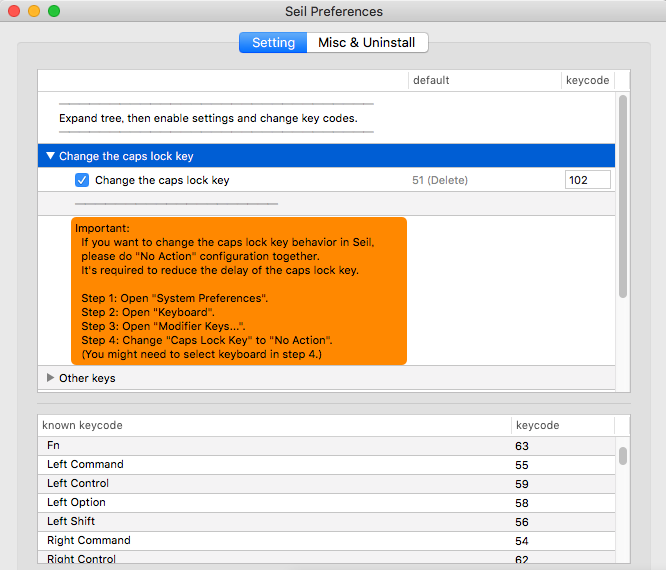 Seil Preferences
Setting
Misc & Uninstall
default
keycode
Expand tree, then enable settings and change key codes.
Change the caps lock key
Change the caps lock key
51 (Delete)
102
Important:
If you want to change the caps lock key behavior in Seil,
please do "No Action" configuration together.
It's required to reduce the delay of the caps lock key.
Step 1: Open "System Preferences".
Step 2: Open "Keyboard".
Step 3: Open "Modifier Keys...".
Step 4: Change "Caps Lock Key" to "No Action".
(You might need to select keyboard in step 4.)
Other keys
known keycode
keycode
Fn
63
Left Command
55
Left Control
59
Left Option
58
Left Shift
56
Right Command
54
Right Control
62